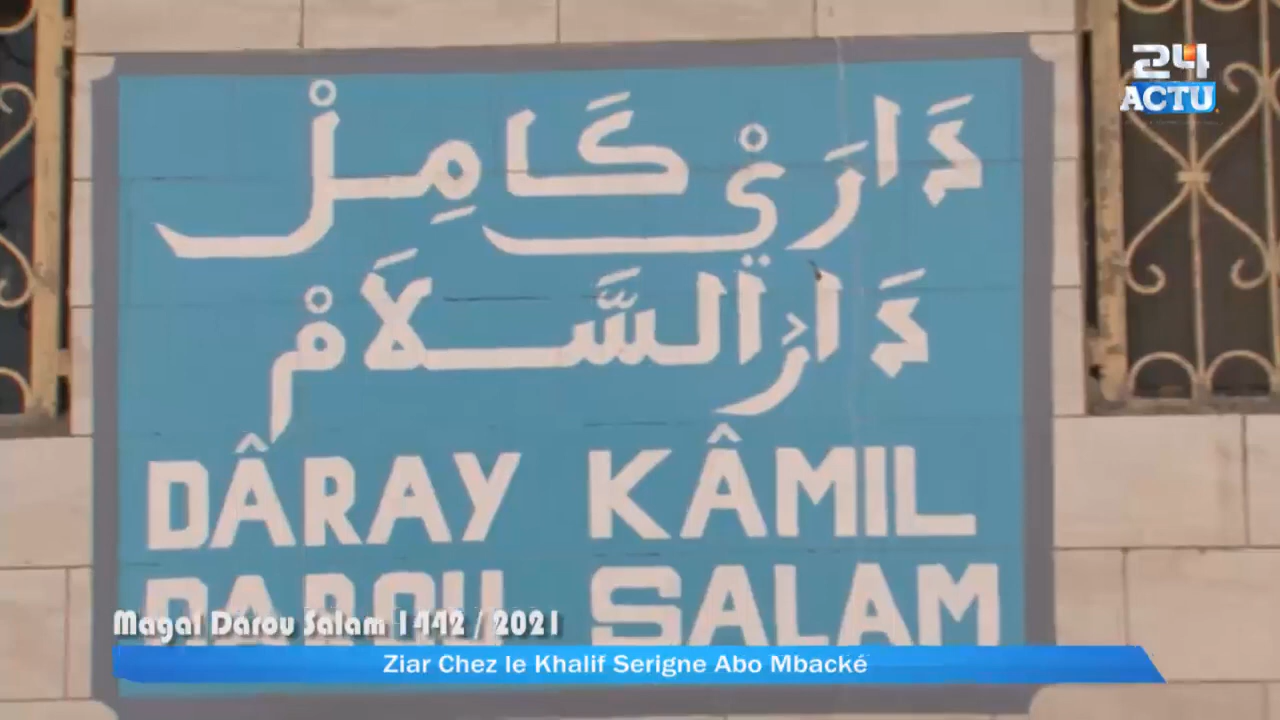 دَارَيْ كَامِلْ
دَارُ السَّلَامْ
DÂRAY KÂMIL
DAROU SALAM
Magal Darou Salam 1442 / 2021
Ziar Chez le Khalif Serigne Abo Mbacké
24
ACTU